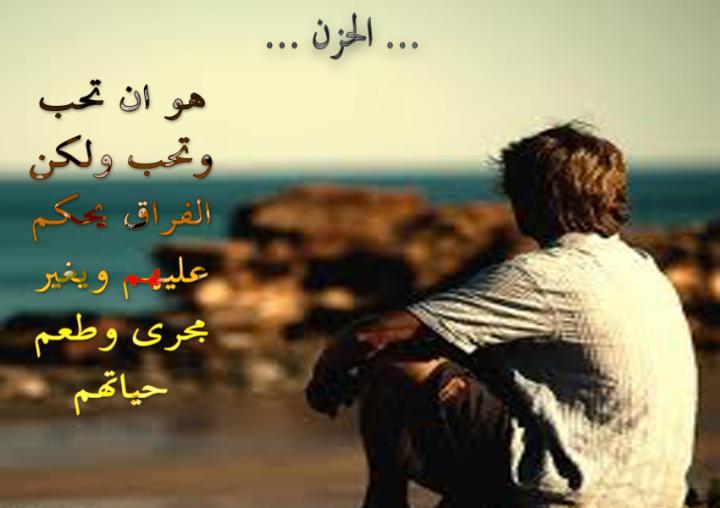 ... الحزن ...
هو ان تحب
وتحب ولكن
الفراق يحكم
عليهم ويغير
مجرى وطعم
حياتهم